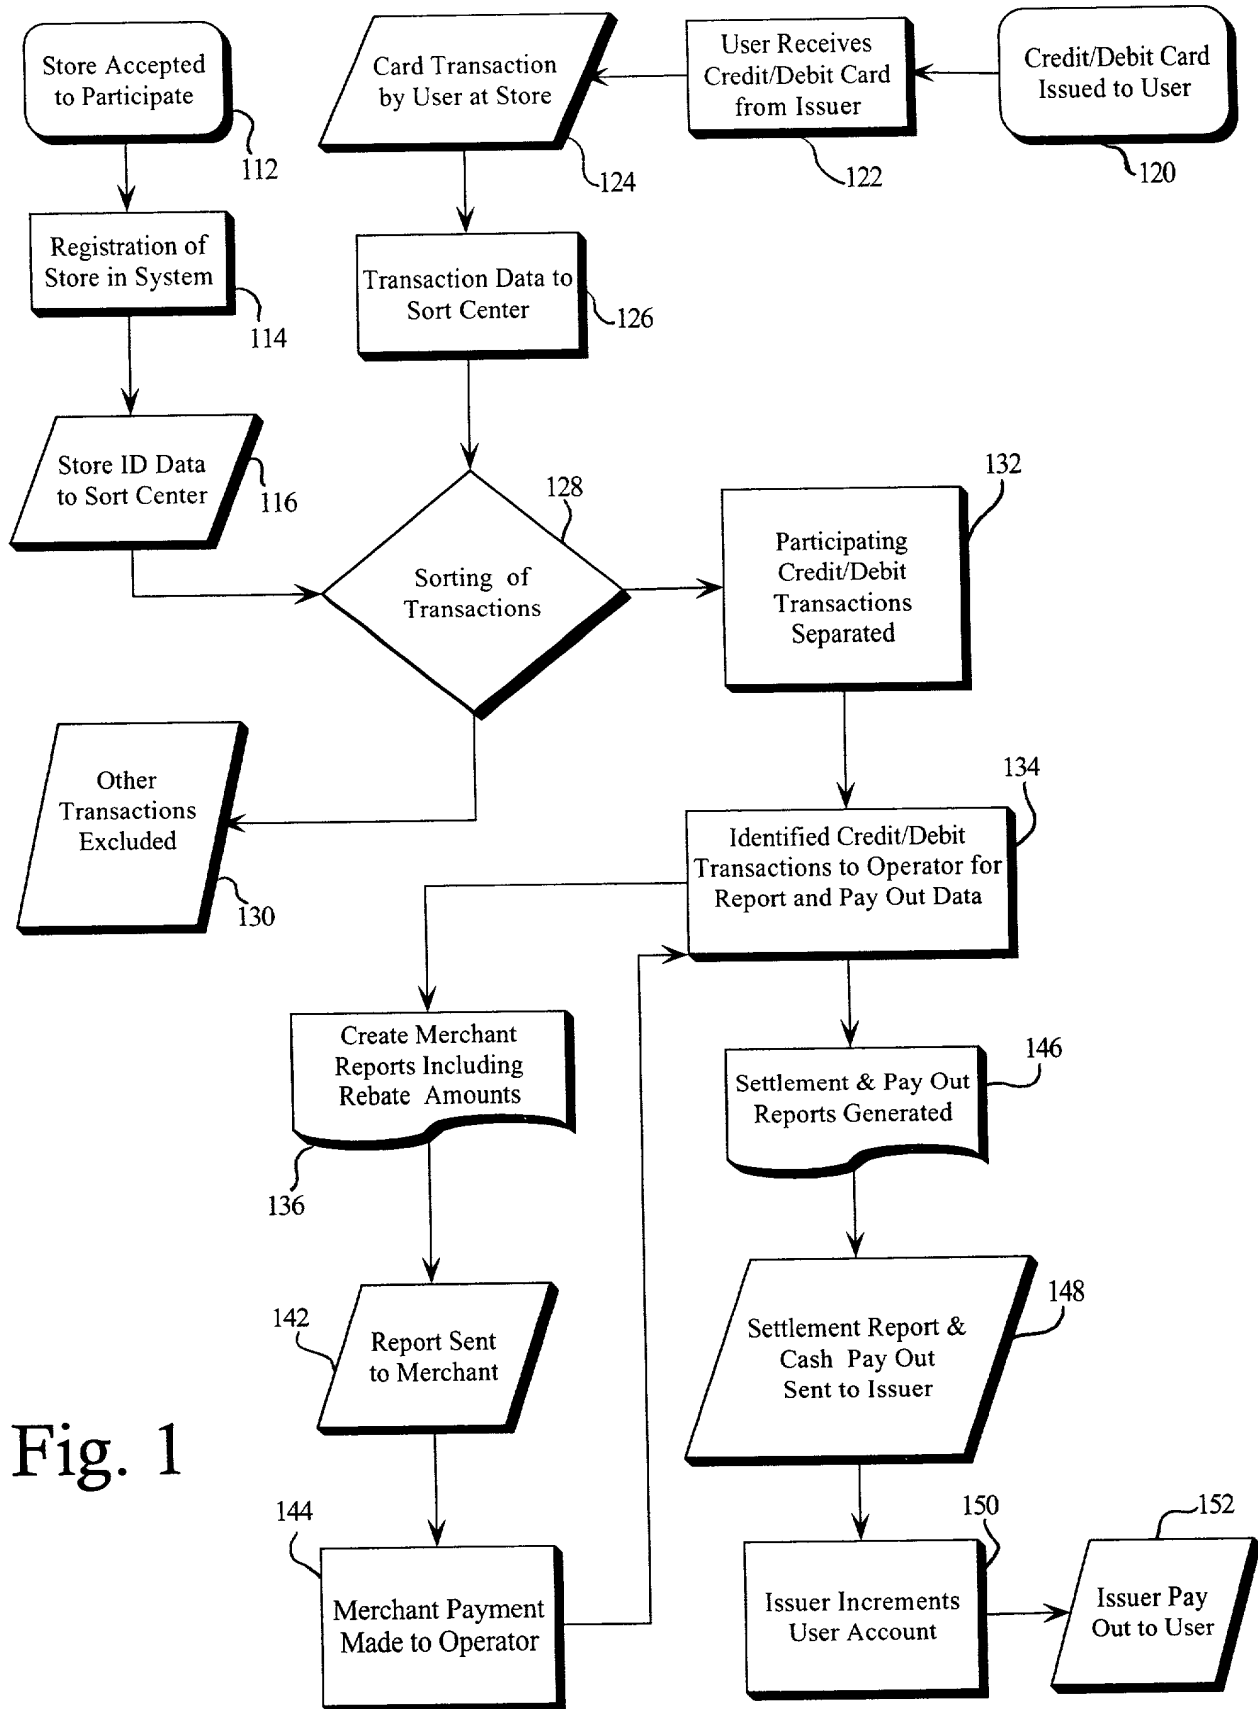 Store Accepted
to Participate
112
Card Transaction
by User at Store
124
User Receives
Credit/Debit Card
from Issuer
122
Credit/Debit Card
Issued to User
120
Registration of
Store in System
114
Transaction Data to
Sort Center
126
Store ID Data
to Sort Center
116
128
Sorting of
Transactions
132
Participating
Credit/Debit
Transactions
Separated
Other
Transactions
Excluded
130
134
Identified Credit/Debit
Transactions to Operator for
Report and Pay Out Data
Create Merchant
Reports Including
Rebate Amounts
136
146
Settlement & Pay Out
Reports Generated
142
Report Sent
to Merchant
148
Settlement Report &
Cash Pay Out
Sent to Issuer
Fig. 1
144
Merchant Payment
Made to Operator
150
Issuer Increments
User Account
152
Issuer Pay
Out to User